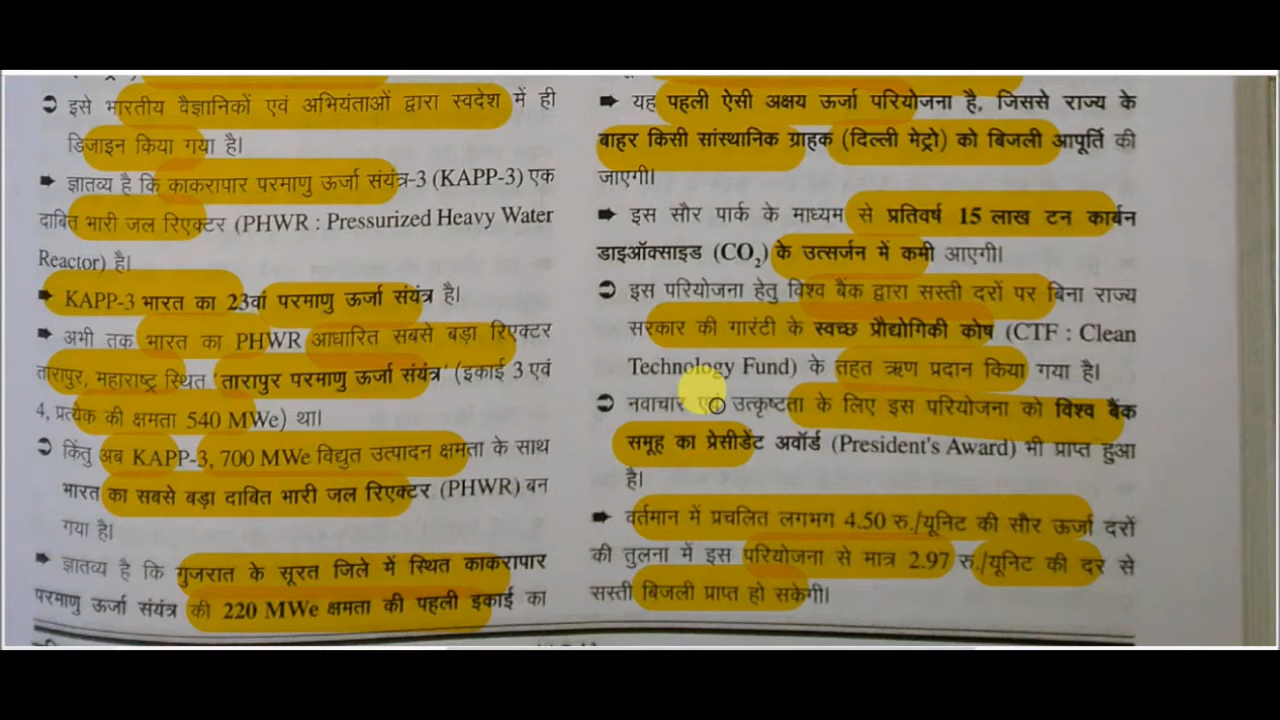 ➲ इसे भारतीय वैज्ञानिकों एवं अभियंताओं द्वारा स्वदेश में ही
डिजाइन किया गया है।
➡ ज्ञातव्य है कि काकरापार परमाणु ऊर्जा संयंत्र-3 (KAPP-3) एक
दाबित भारी जल रिएक्टर (PHWR : Pressurized Heavy Water
Reactor) है।
➡ KAPP-3 भारत का 23वां परमाणु ऊर्जा संयंत्र है।
➡ अभी तक भारत का PHWR आधारित सबसे बड़ा रिएक्टर
तारापुर, महाराष्ट्र स्थित 'तारापुर परमाणु ऊर्जा संयंत्र' (इकाई 3 एवं
4, प्रत्येक की क्षमता 540 MWe) था।
➲ किंतु अब KAPP-3, 700 MWe विद्युत उत्पादन क्षमता के साथ
भारत का सबसे बड़ा दाबित भारी जल रिएक्टर (PHWR) बन
गया है।
➡ ज्ञातव्य है कि गुजरात के सूरत जिले में स्थित काकरापार
परमाणु ऊर्जा संयंत्र की 220 MWe क्षमता की पहली इकाई का
➡ यह पहली ऐसी अक्षय ऊर्जा परियोजना है, जिससे राज्य के
बाहर किसी सांस्थानिक ग्राहक (दिल्ली मेट्रो) को बिजली आपूर्ति की
जाएगी।
➡ इस सौर पार्क के माध्यम से प्रतिवर्ष 15 लाख टन कार्बन
डाइऑक्साइड (CO₂) के उत्सर्जन में कमी आएगी।
➲ इस परियोजना हेतु विश्व बैंक द्वारा सस्ती दरों पर बिना राज्य
सरकार की गारंटी के स्वच्छ प्रौद्योगिकी कोष (CTF : Clean
Technology Fund) के तहत ऋण प्रदान किया गया है।
➲ नवाचार एवं उत्कृष्टता के लिए इस परियोजना को विश्व बैंक
समूह का प्रेसीडेंट अवॉर्ड (President's Award) भी प्राप्त हुआ
है।
➡ वर्तमान में प्रचलित लगभग 4.50 रु./यूनिट की सौर ऊर्जा दरों
की तुलना में इस परियोजना से मात्र 2.97 रु./यूनिट की दर से
सस्ती बिजली प्राप्त हो सकेगी।